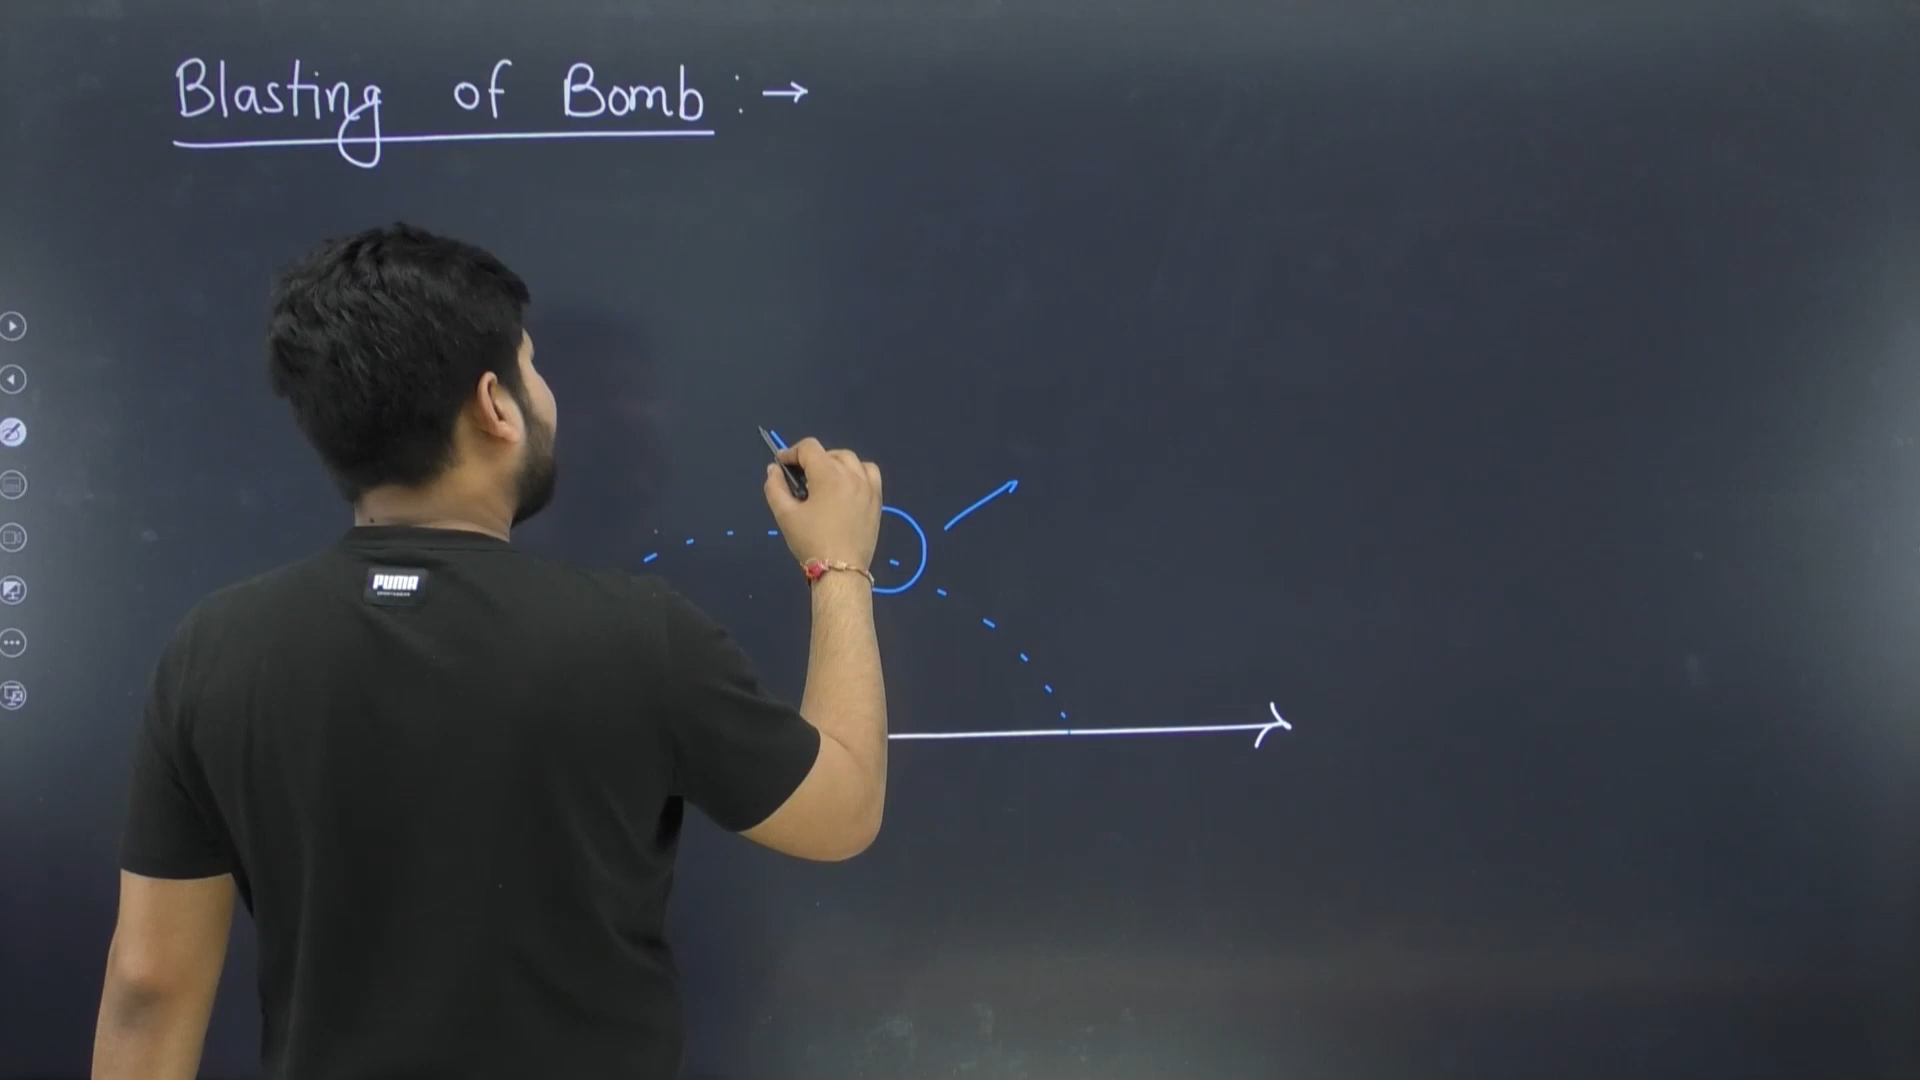 Blasting of Bomb : →
PUMA